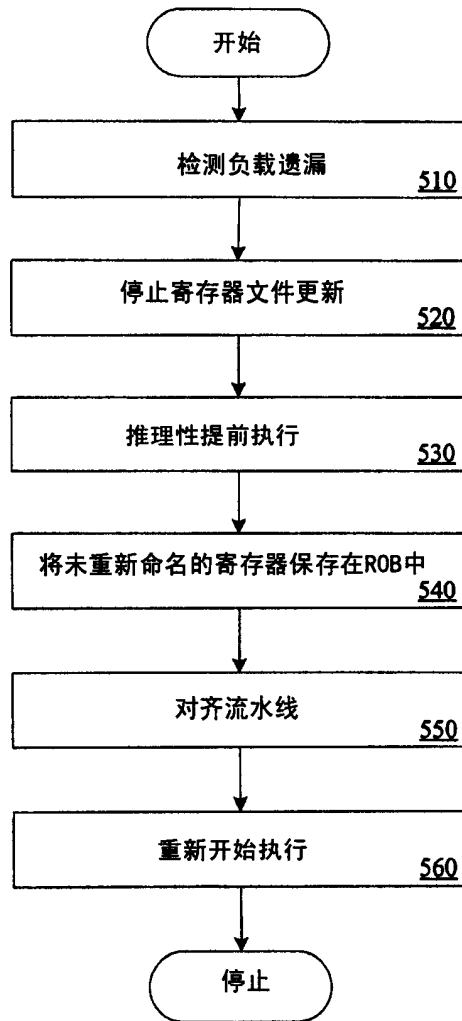 开始
检测负载遗漏
510
停止寄存器文件更新
520
推理性提前执行
530
将未重新命名的寄存器保存在ROB中
540
对齐流水线
550
重新开始执行
560
停止